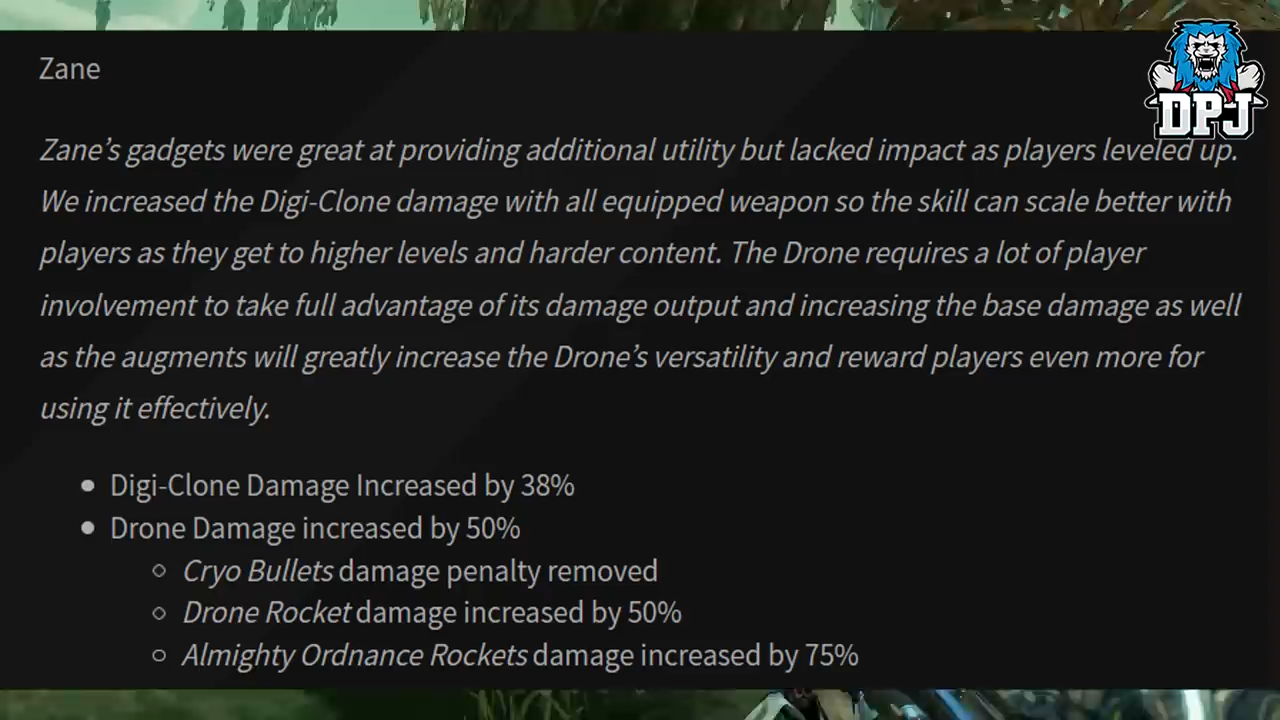 Zane
DPJ
Zane's gadgets were great at providing additional utility but lacked impact as players leveled up.
We increased the Digi-Clone damage with all equipped weapon so the skill can scale better with
players as they get to higher levels and harder content. The Drone requires a lot of player
involvement to take full advantage of its damage output and increasing the base damage as well
as the augments will greatly increase the Drone's versatility and reward players even more for
using it effectively.
• Digi-Clone Damage Increased by 38%
• Drone Damage increased by 50%
○ Cryo Bullets damage penalty removed
○ Drone Rocket damage increased by 50%
○ Almighty Ordnance Rockets damage increased by 75%